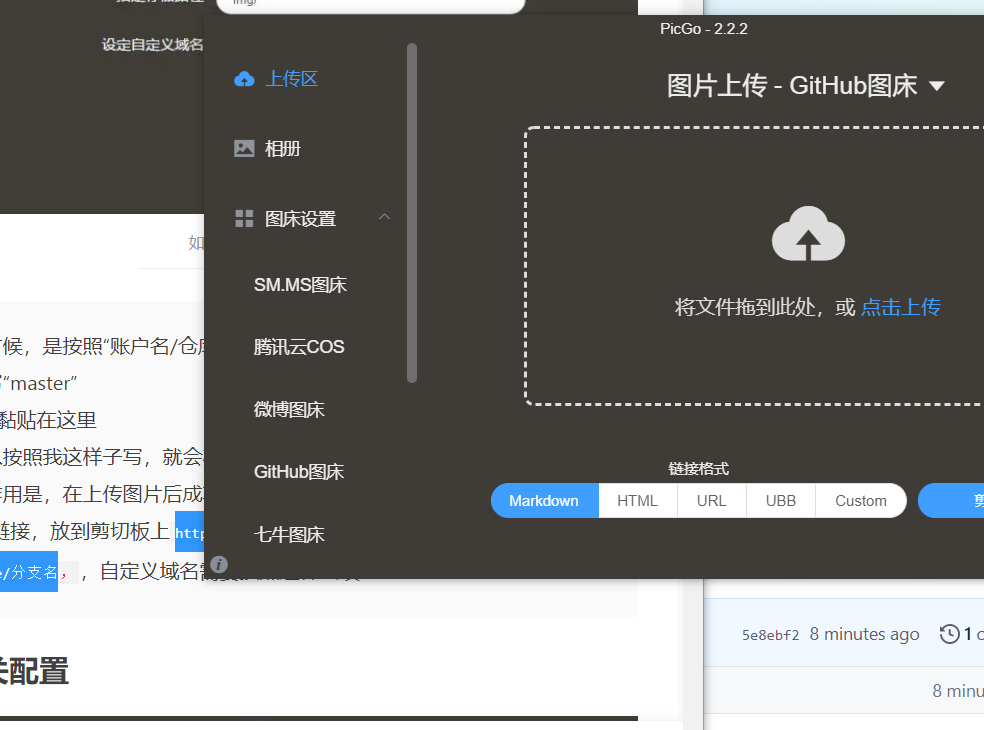 img/
设定自定义域名
PicGo - 2.2.2
上传区
相册
图床设置
SM.MS图床
腾讯云COS
微博图床
GitHub图床
七牛图床
图片上传 - GitHub图床
将文件拖到此处，或 点击上传
链接格式
Markdown
HTML
URL
UBB
Custom
剪
如
候，是按照“账户名/仓
“master”
黏贴在这里
按照我这样子写，就会
用是，在上传图片后成
链接，放到剪切板上 http
e/分支名 ，，自定义域名需要
关配置
5e8ebf2 8 minutes ago 1
8 minu